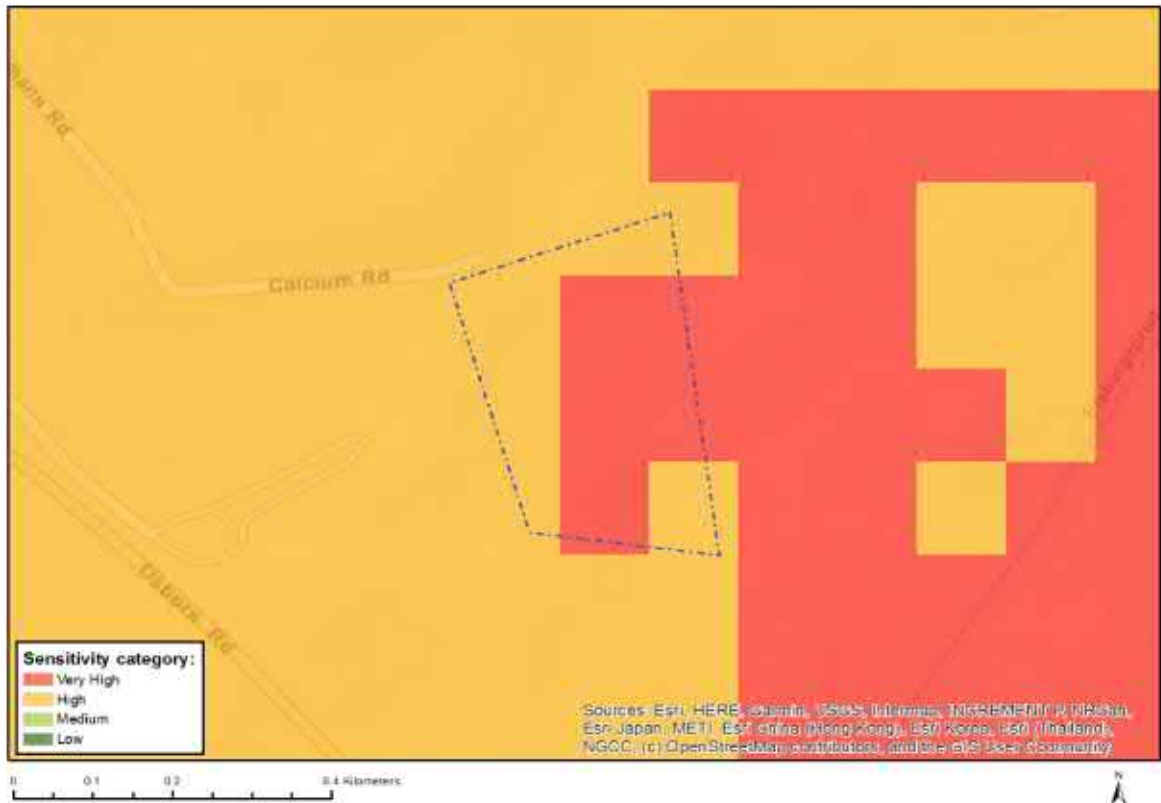 Rd
Calcium Rd
Rd
Sensitivity category:
Very High
High
Medium
Low
Sources: Esri, HERE, Garmin, USGS, Intermap, INCREMENT P, NRCan,
Esri Japan, METI, Esri China (Hong Kong), Esri Korea, Esri (Thailand),
NGCC, (c) OpenStreetMap contributors, and the GIS User Community
0 0.1 0.2 0.4 Kilometers
N